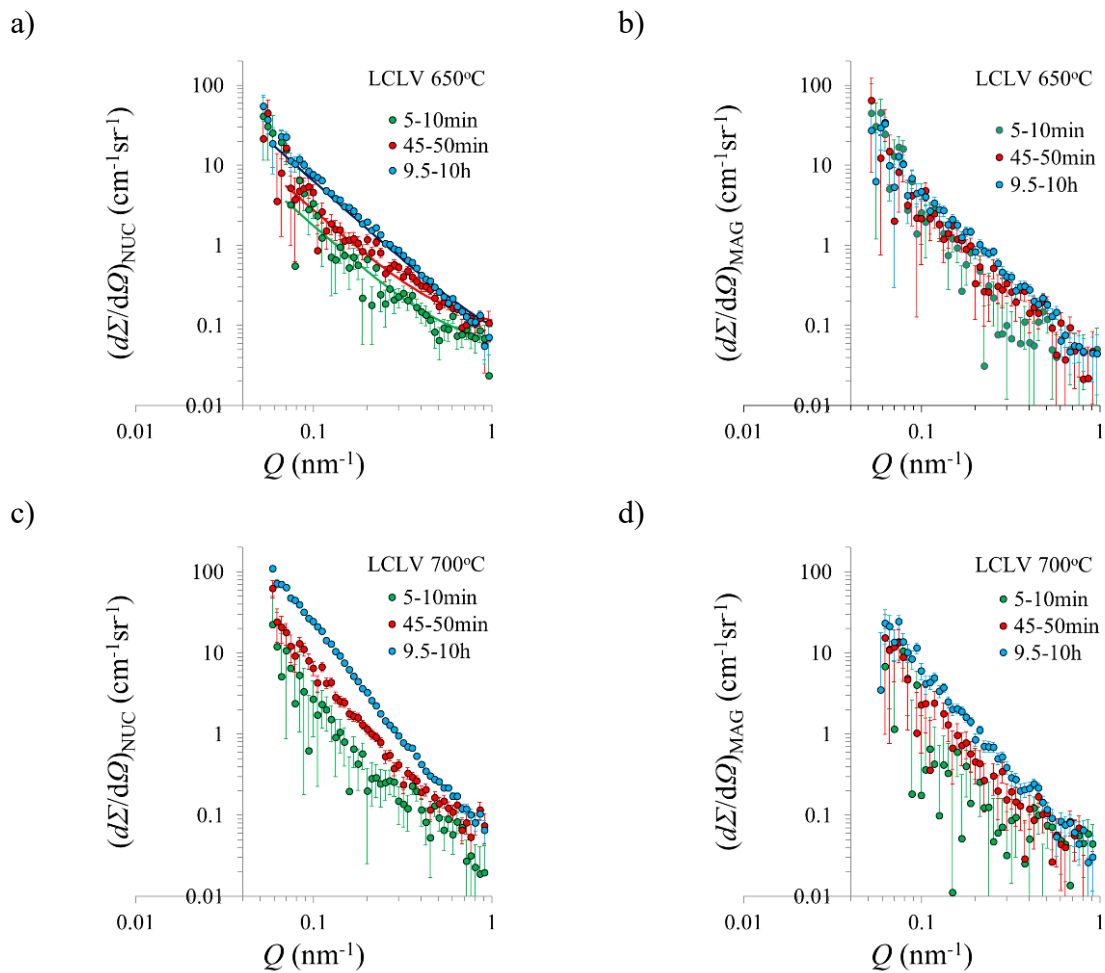 a)
LCLV 650°C
5-10min
45-50min
9.5-10h
100
10
1
0.1
0.01
(dΣ/dΩ)NUC (cm-1sr-1)
0.01
0.1
1
Q (nm-1)
b)
LCLV 650°C
5-10min
45-50min
9.5-10h
100
10
1
0.1
0.01
(dΣ/dΩ)MAG (cm-1sr-1)
0.01
0.1
1
Q (nm-1)
c)
LCLV 700°C
5-10min
45-50min
9.5-10h
100
10
1
0.1
0.01
(dΣ/dΩ)NUC (cm-1sr-1)
0.01
0.1
1
Q (nm-1)
d)
LCLV 700°C
5-10min
45-50min
9.5-10h
100
10
1
0.1
0.01
(dΣ/dΩ)MAG (cm-1sr-1)
0.01
0.1
1
Q (nm-1)